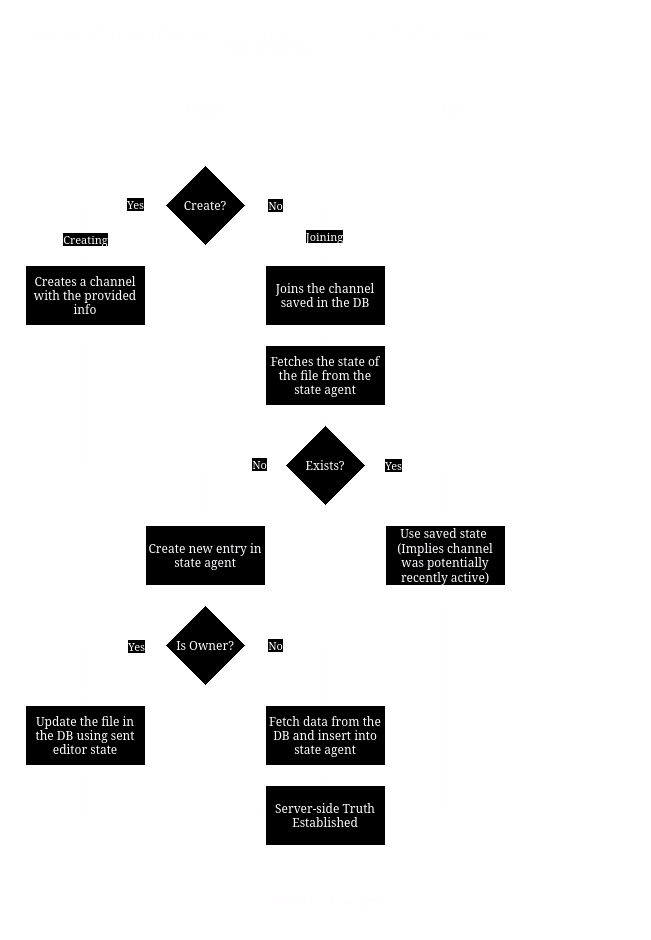 Create?
Yes
No
Creating
Joining
Creates a channel
with the provided
info
Joins the channel
saved in the DB
Fetches the state of
the file from the
state agent
Exists?
No
Yes
Create new entry in
state agent
Use saved state
(Implies channel
was potentially
recently active)
Is Owner?
Yes
No
Update the file in
the DB using sent
editor state
Fetch data from the
DB and insert into
state agent
Server-side Truth
Established